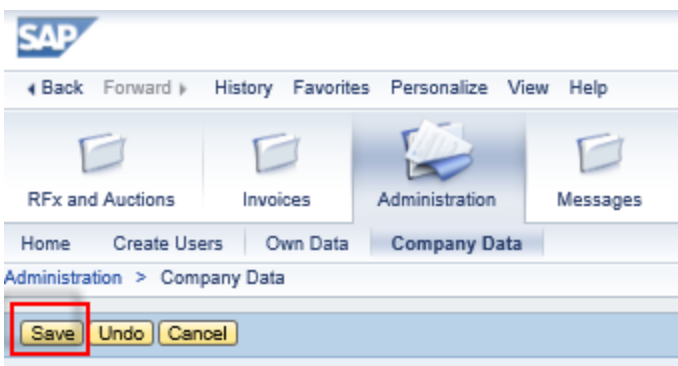 SAP
Back Forward History Favorites Personalize View Help
RFx and Auctions Invoices Administration Messages
Home Create Users Own Data Company Data
Administration > Company Data
Save Undo Cancel